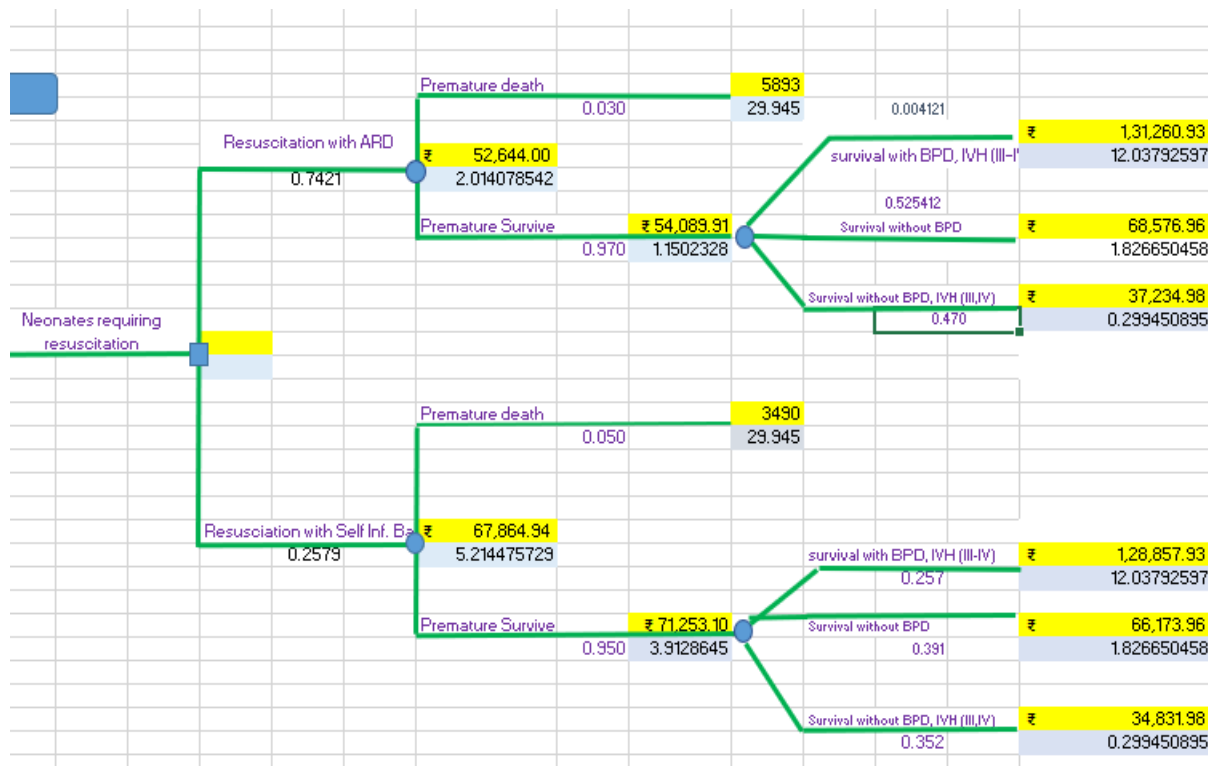 Premature death 5893
0.030 29.945 0.004121
Resuscitation with ARD ₹ 1,31,260.93
₹ 52,644.00 survival with BPD, IVH (III-I 12.03792597
0.7421 2.014078542
0.525412
Premature Survive ₹ 54,089.91 Survival without BPD ₹ 68,576.96
0.970 1.1502328 1.826650458
Survival without BPD, IVH (III,IV) ₹ 37,234.98
Neonates requiring 0.470 0.299450895
resuscitation
Premature death 3490
0.050 29.945
Resusciation with Self Inf. Ba ₹ 67,864.94
0.2579 5.214475729 survival with BPD, IVH (III-IV) ₹ 1,28,857.93
0.257 12.03792597
Premature Survive ₹ 71,253.10 Survival without BPD ₹ 66,173.96
0.950 3.9128645 0.391 1.826650458
Survival without BPD, IVH (III,IV) ₹ 34,831.98
0.352 0.299450895